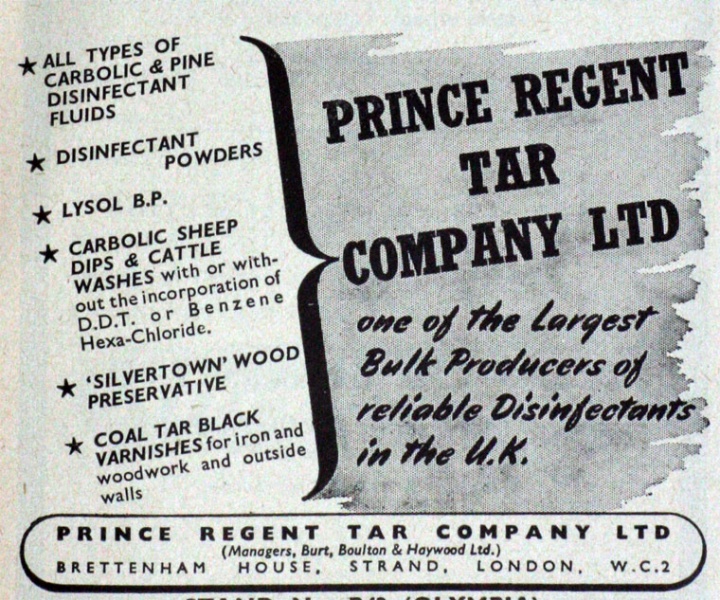 ★ ALL TYPES OF
CARBOLIC & PINE
DISINFECTANT
FLUIDS
★ DISINFECTANT
POWDERS
★ LYSOL B.P.
★ CARBOLIC SHEEP
DIPS & CATTLE
WASHES with or with-
out the incorporation of
D.D.T. or Benzene
Hexa-Chloride.
★ 'SILVERTOWN' WOOD
PRESERVATIVE
★ COAL TAR BLACK
VARNISHES for iron and
woodwork and outside
walls
PRINCE REGENT
TAR
COMPANY LTD
one of the Largest
Bulk Producers of
reliable Disinfectants
in the U.K.
PRINCE REGENT TAR COMPANY LTD
(Managers, Burt, Boulton & Haywood Ltd.)
BRETTENHAM HOUSE, STRAND, LONDON, W.C.2